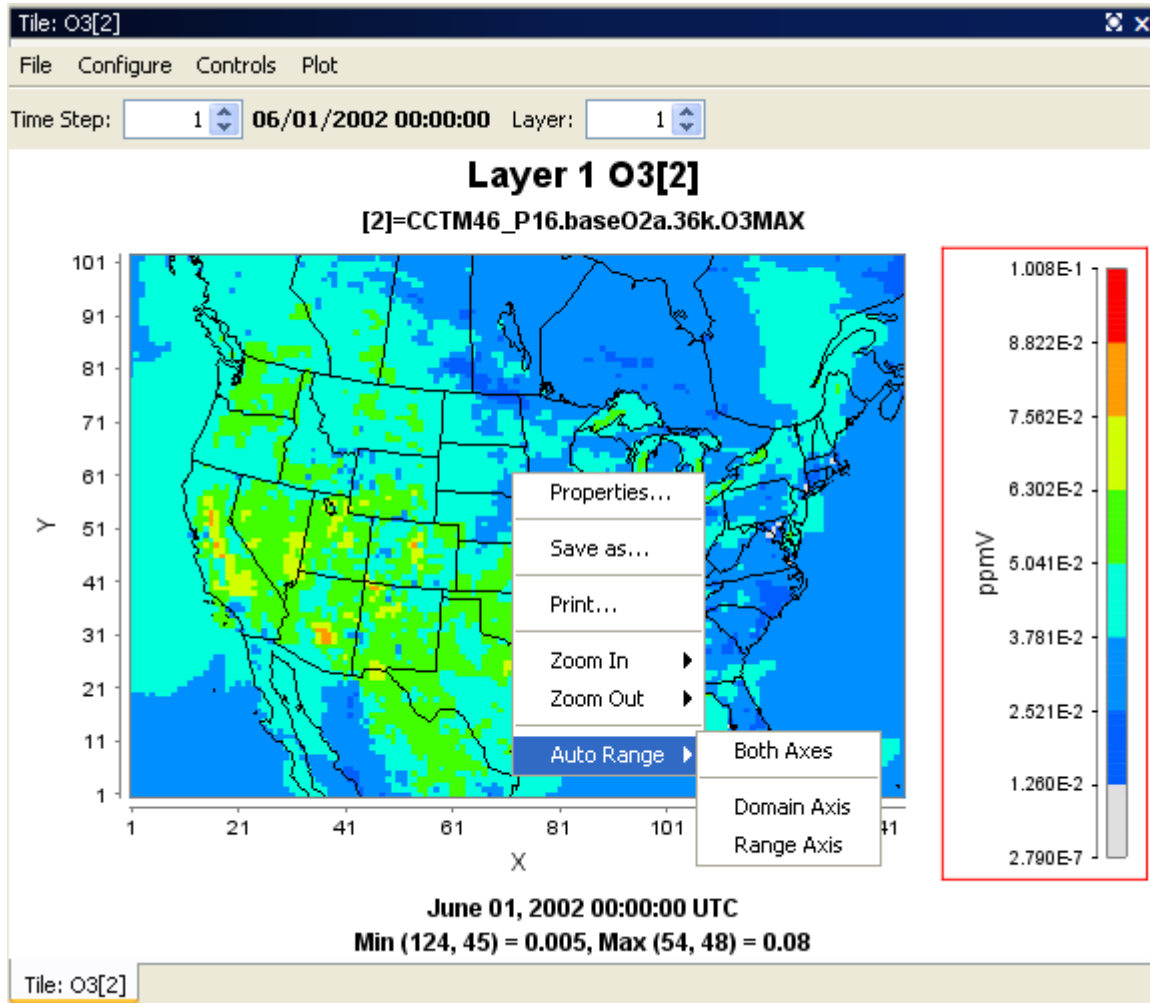 Tile: O3[2]
File Configure Controls Plot
Time Step: 1 06/01/2002 00:00:00 Layer: 1
Layer 1 O3[2]
[2]=CCTM46_P16.baseO2a.36k.O3MAX
101
91
81
71
61
51
41
31
21
11
1
Y
1 21 41 61 81 101 41
X
Properties...
Save as...
Print...
Zoom In
Zoom Out
Auto Range
Both Axes
Domain Axis
Range Axis
ppmV
1.008E-1
8.822E-2
7.562E-2
6.302E-2
5.041E-2
3.781E-2
2.521E-2
1.260E-2
2.790E-7
June 01, 2002 00:00:00 UTC
Min (124, 45) = 0.005, Max (54, 48) = 0.08
Tile: O3[2]